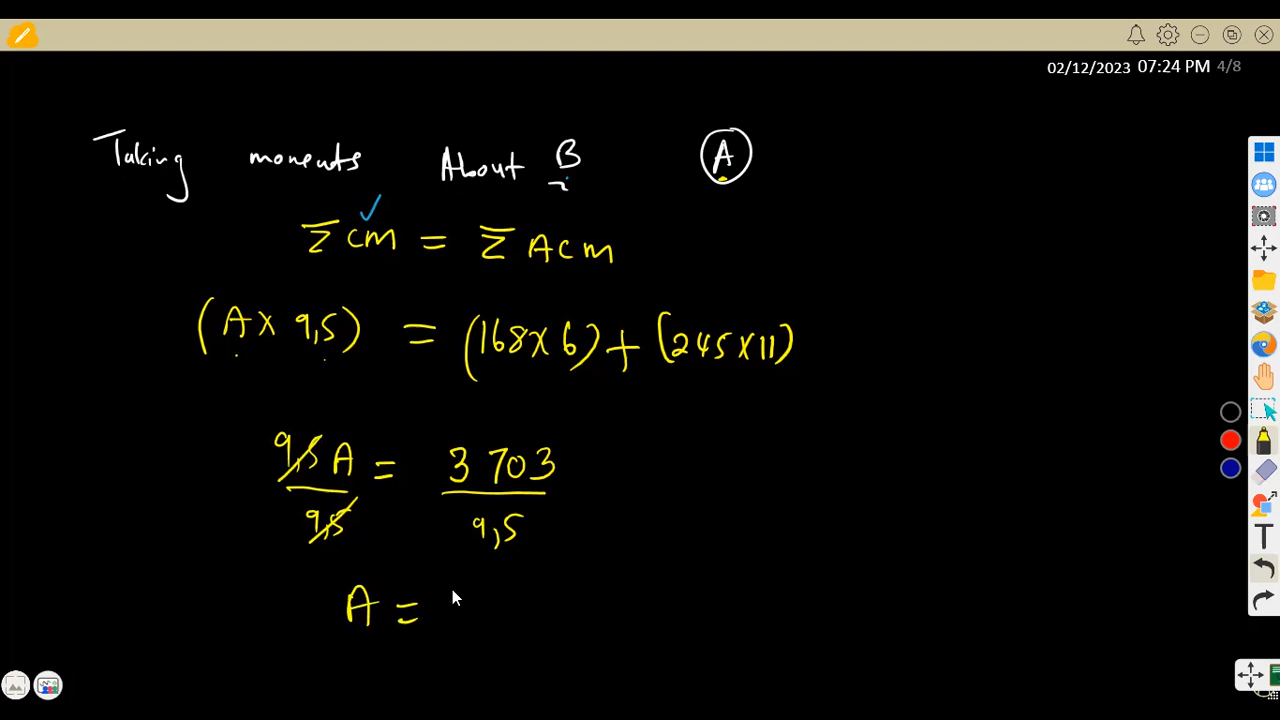 02/12/2023 07:24 PM 4/8
Taking moments About B A
Σ cm = Σ Acm
(A × 9,5) = (168 × 6) + (245 × 11)
9,5 A = 3 703
9,5 9,5
A =
T